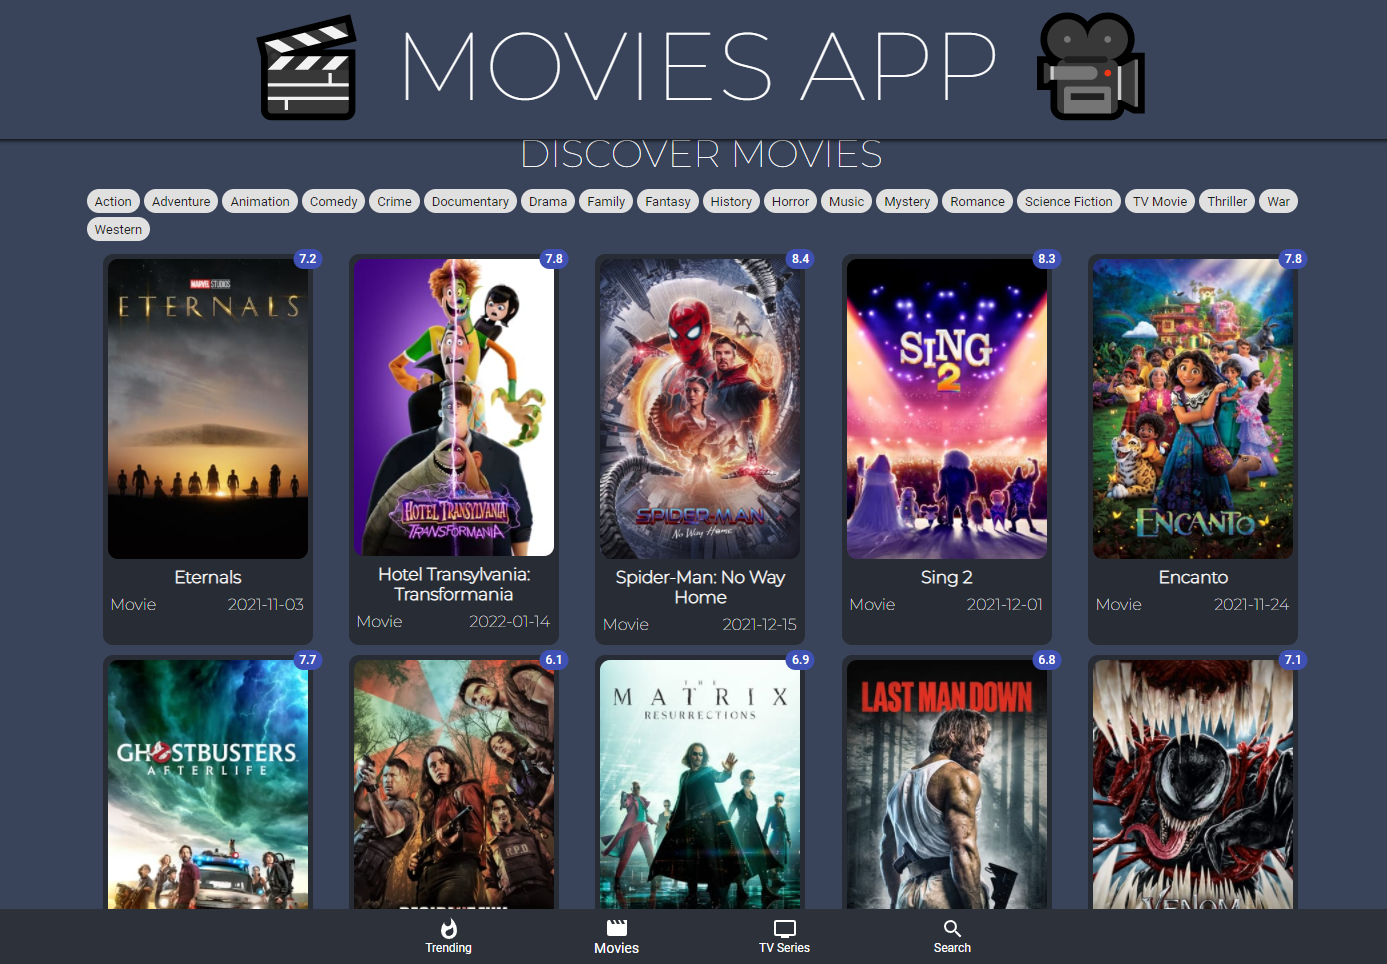 MOVIES APP
DISCOVER MOVIES
Action Adventure Animation Comedy Crime Documentary Drama Family Fantasy History Horror Music Mystery Romance Science Fiction TV Movie Thriller War
Western
7.2 7.8 8.4 8.3 7.8
MARVEL STUDIOS
ETERNALS
SING
2
HOTEL TRANSYLVANIA
TRANSFORMANIA
SPIDER-MAN
No Way Home
ENCANTO
Eternals
Movie 2021-11-03
Hotel Transylvania:
Transformania
Movie 2022-01-14
Spider-Man: No Way
Home
Movie 2021-12-15
Sing 2
Movie 2021-12-01
Encanto
Movie 2021-11-24
7.7 6.1 6.9 6.8 7.1
GHOSTBUSTERS
AFTERLIFE
R.P.D.
THE
MATRIX
RESURRECTIONS
LAST MAN DOWN
VENOM
Trending Movies TV Series Search